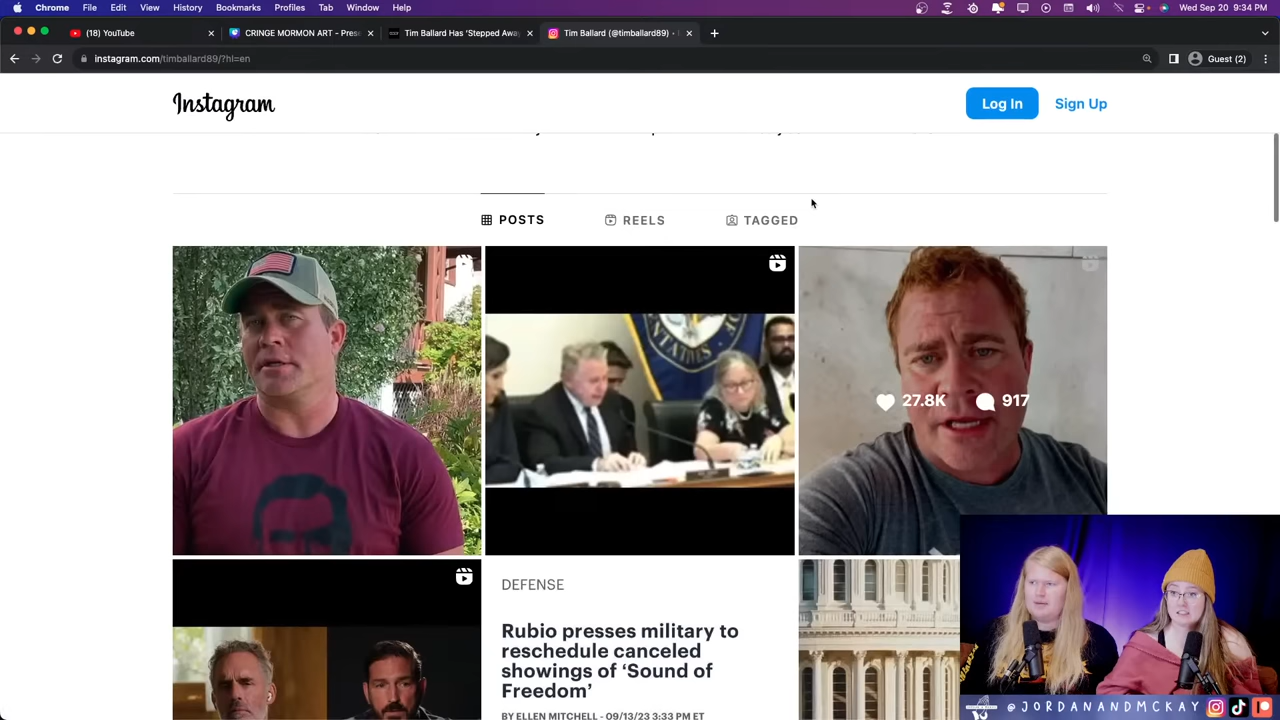 Chrome File Edit View History Bookmarks Profiles Tab Window Help
Wed Sep 20 9:34 PM
(18) YouTube
CRINGE MORMON ART - Prese
Tim Ballard Has 'Stepped Away
Tim Ballard (@timballard89) •
instagram.com/timballard89/?hl=en
Guest (2)
Instagram
Log In
Sign Up
POSTS
REELS
TAGGED
27.8K
917
DEFENSE
Rubio presses military to
reschedule canceled
showings of ‘Sound of
Freedom’
BY ELLEN MITCHELL - 09/13/23 3:33 PM ET
@JORDANANDMCKAY